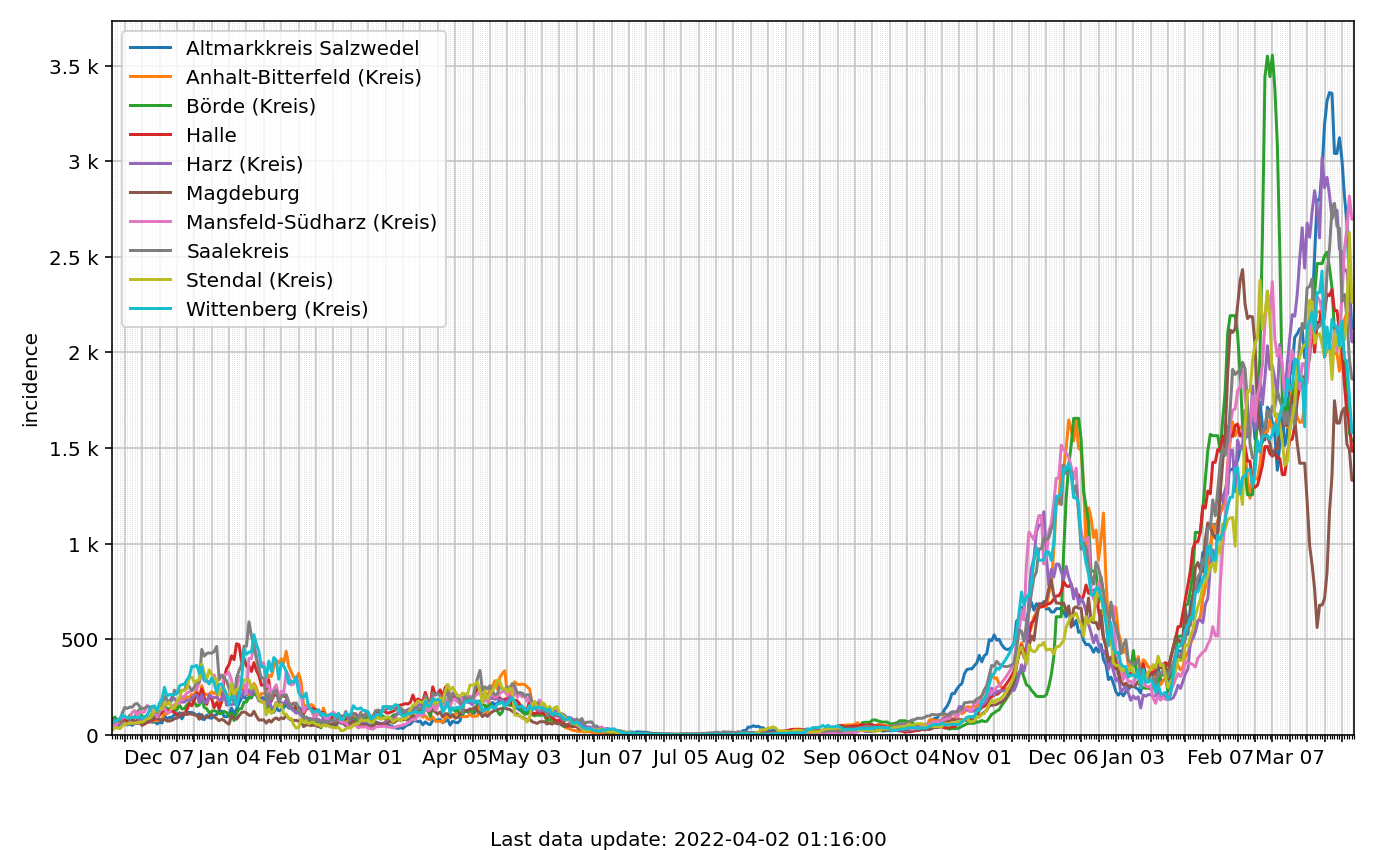 3.5 k
3 k
2.5 k
2 k
1.5 k
1 k
500
0
incidence
Altmarkkreis Salzwedel
Anhalt-Bitterfeld (Kreis)
Börde (Kreis)
Halle
Harz (Kreis)
Magdeburg
Mansfeld-Südharz (Kreis)
Saalekreis
Stendal (Kreis)
Wittenberg (Kreis)
Dec 07 Jan 04 Feb 01 Mar 01 Apr 05 May 03 Jun 07 Jul 05 Aug 02 Sep 06 Oct 04 Nov 01 Dec 06 Jan 03 Feb 07 Mar 07
Last data update: 2022-04-02 01:16:00